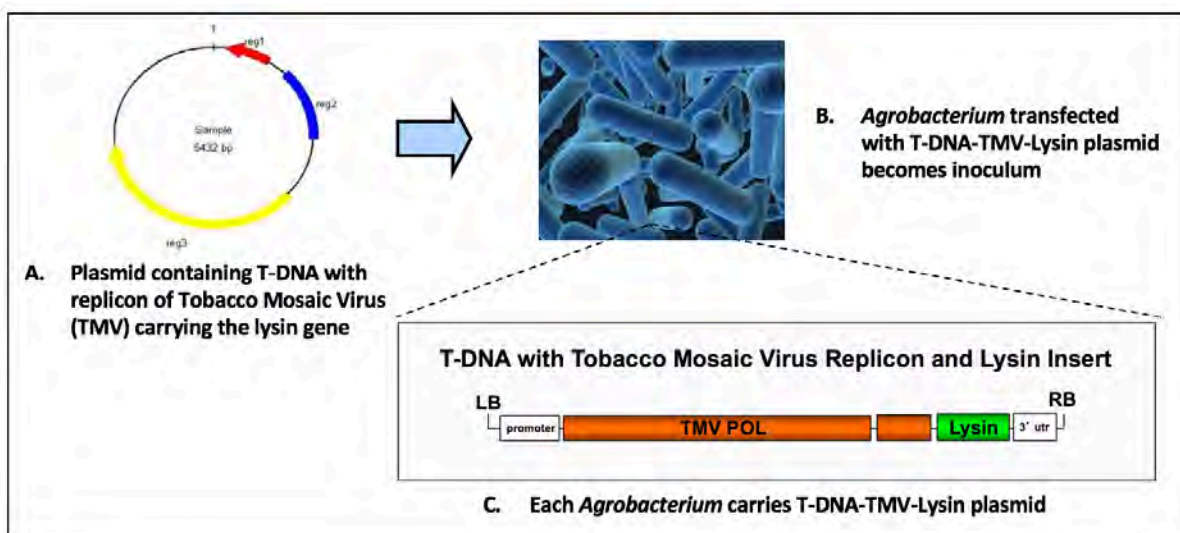 1
reg1
reg2
Sample
6432 bp
reg3
A. Plasmid containing T-DNA with
replicon of Tobacco Mosaic Virus
(TMV) carrying the lysin gene
B. Agrobacterium transfected
with T-DNA-TMV-Lysin plasmid
becomes inoculum
T-DNA with Tobacco Mosaic Virus Replicon and Lysin Insert
LB
RB
promoter
TMV POL
Lysin
3' utr
C. Each Agrobacterium carries T-DNA-TMV-Lysin plasmid